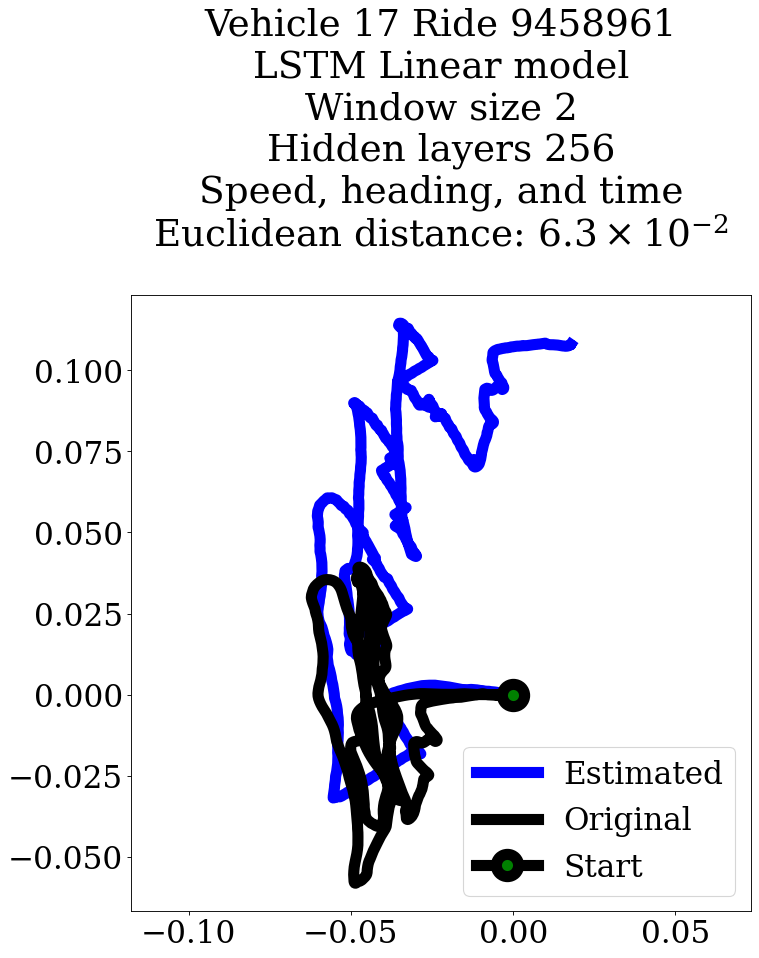 Vehicle 17 Ride 9458961
LSTM Linear model
Window size 2
Hidden layers 256
Speed, heading, and time
Euclidean distance: 6.3 × 10⁻²
0.100
0.075
0.050
0.025
0.000
−0.025
−0.050
Estimated
Original
Start
−0.10
−0.05
0.00
0.05